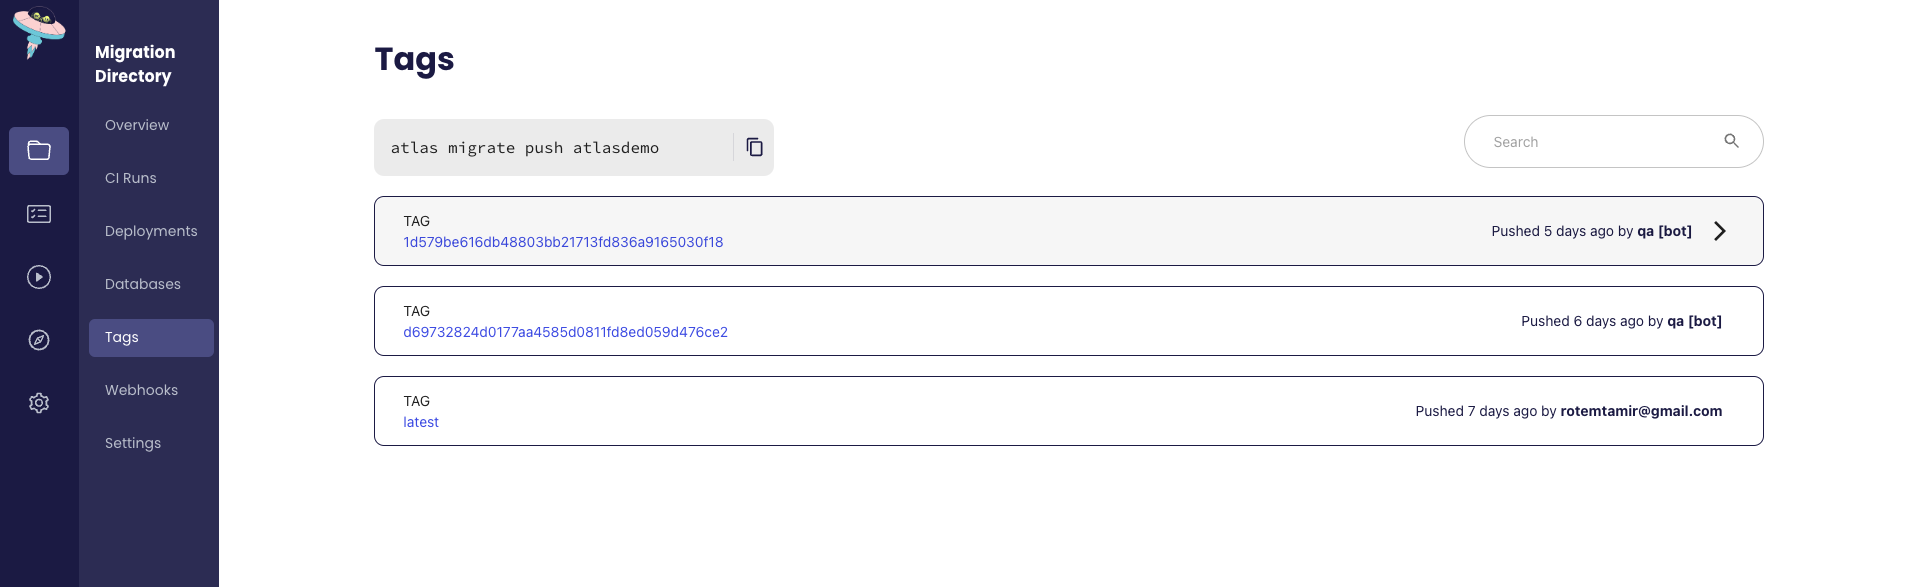 Migration
Directory
Overview
CI Runs
Deployments
Databases
Tags
Webhooks
Settings
Tags
atlas migrate push atlasdemo
Search
TAG
1d579be616db48803bb21713fd836a9165030f18
Pushed 5 days ago by qa [bot]
TAG
d69732824d0177aa4585d0811fd8ed059d476ce2
Pushed 6 days ago by qa [bot]
TAG
latest
Pushed 7 days ago by rotemtamir@gmail.com